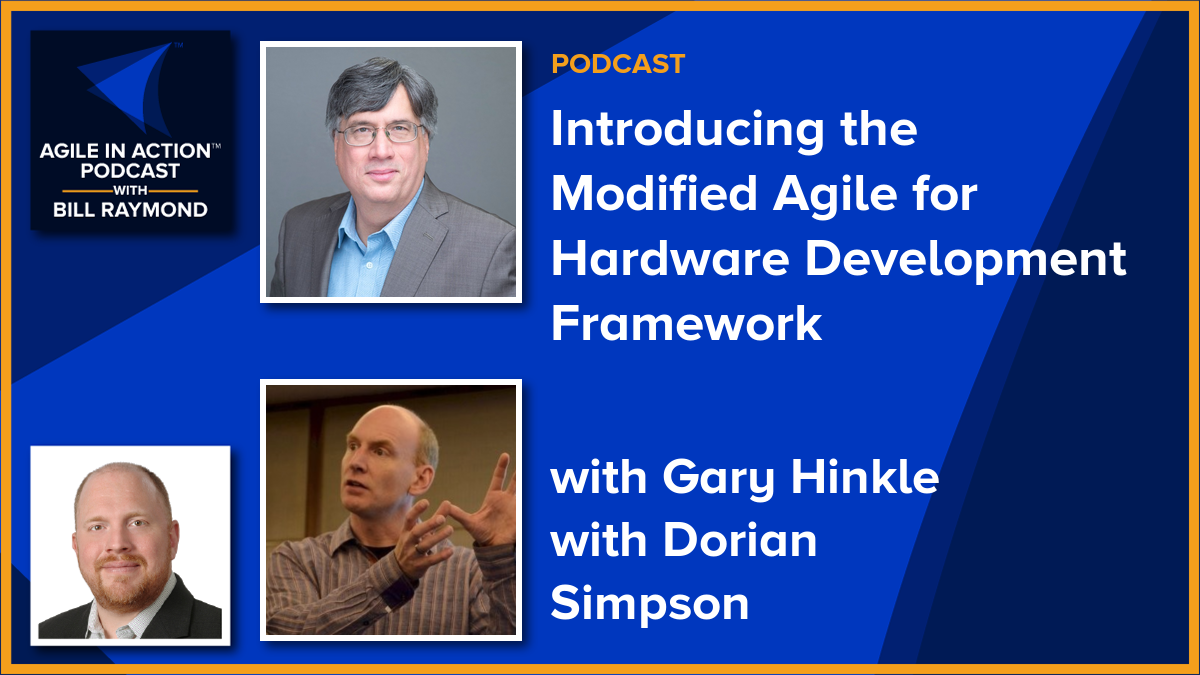 AGILE IN ACTION™
PODCAST
WITH
BILL RAYMOND
PODCAST
Introducing the
Modified Agile for
Hardware Development
Framework
with Gary Hinkle
with Dorian
Simpson